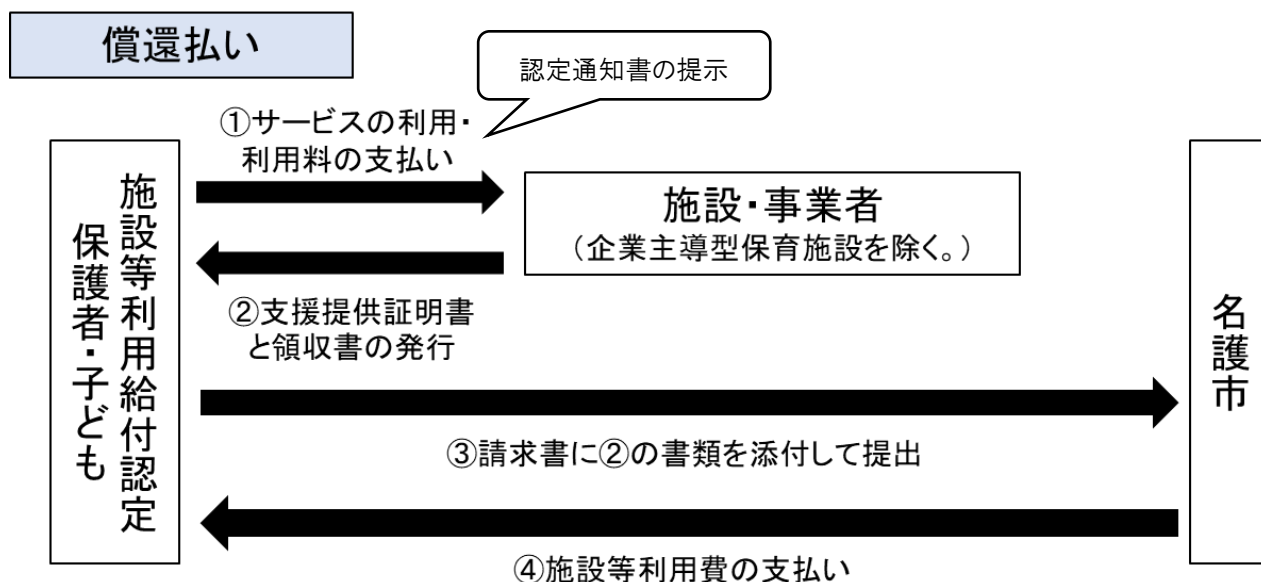 償還払い
認定通知書の提示
①サービスの利用・
利用料の支払い
施設等利用給付認定
保護者・子ども
施設・事業者
（企業主導型保育施設を除く。）
②支援提供証明書
と領収書の発行
名護市
③請求書に②の書類を添付して提出
④施設等利用費の支払い